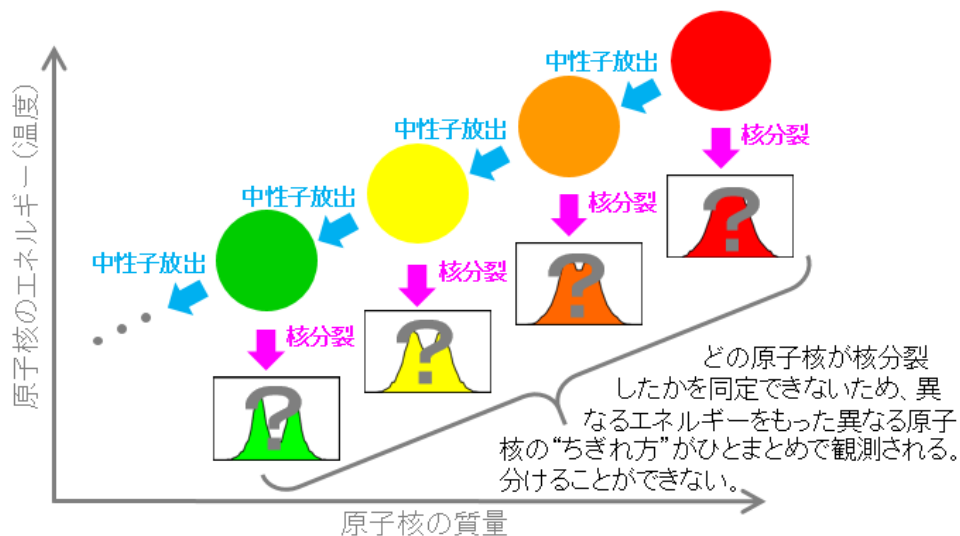 中性子放出
核分裂
中性子放出
核分裂
中性子放出
核分裂
中性子放出
核分裂
?
?
?
?
どの原子核が核分裂
したかを同定できないため、異
なるエネルギーをもった異なる原子
核の“ちぎれ方”がひとまとめで観測される。
分けることができない。
原子核のエネルギー(温度)
原子核の質量